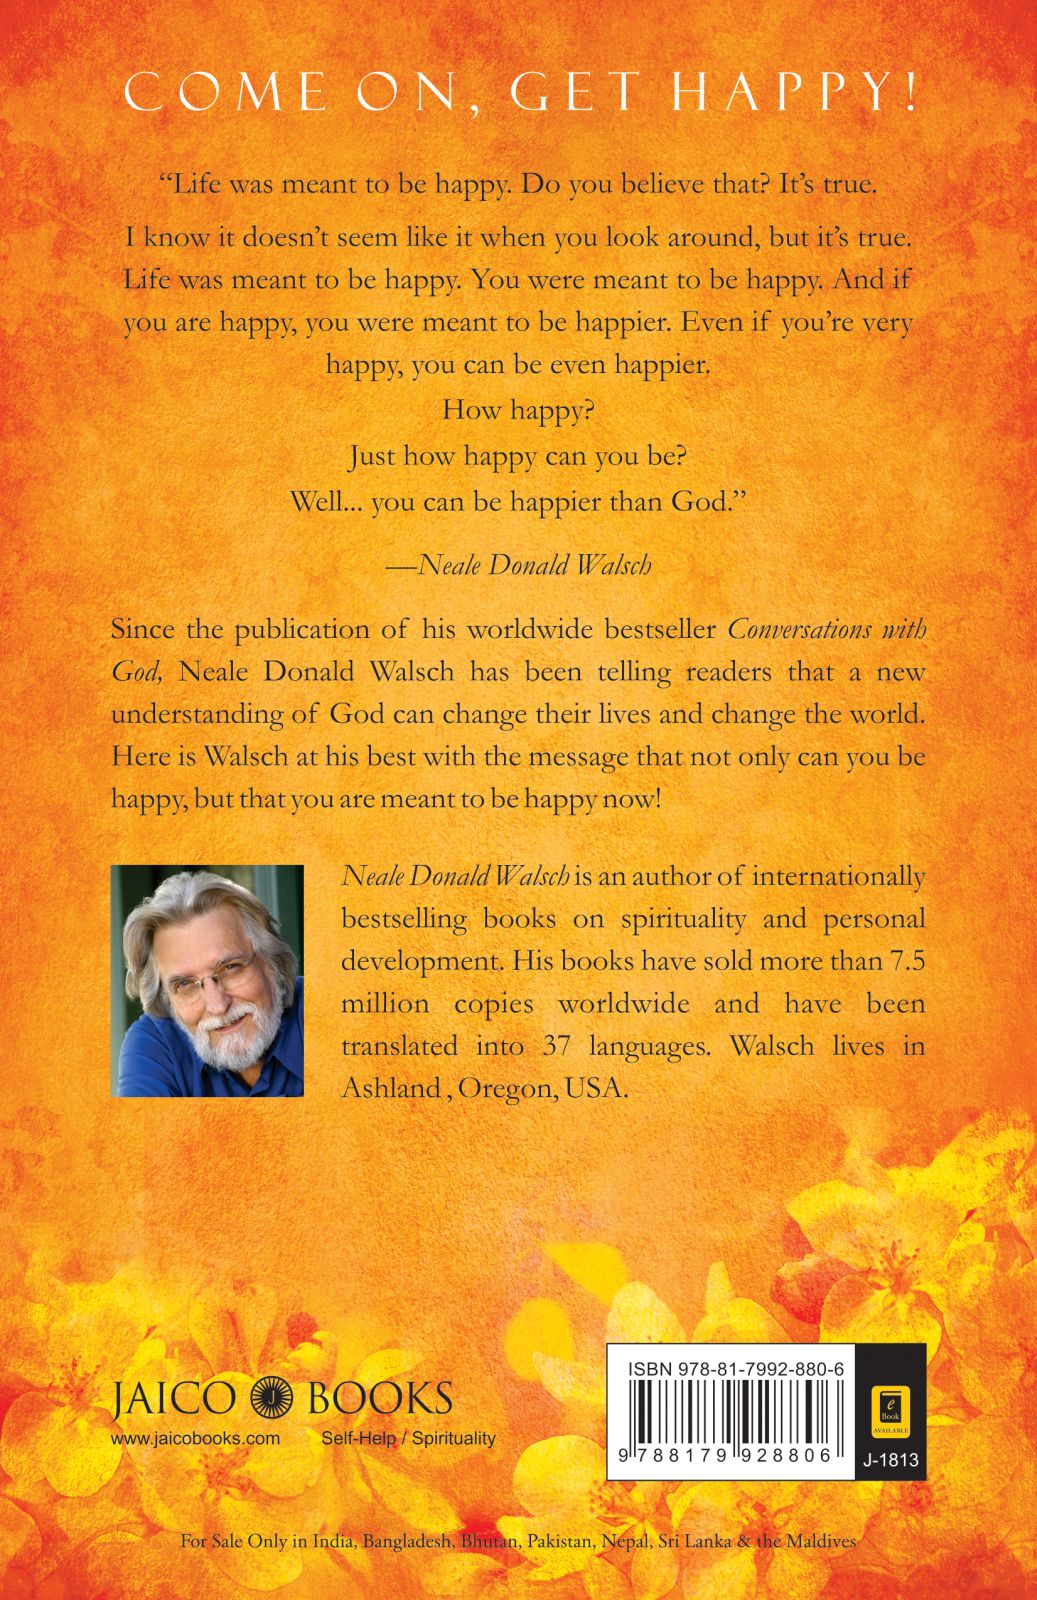 COME ON, GET HAPPY!
“Life was meant to be happy. Do you believe that? It’s true.
I know it doesn’t seem like it when you look around, but it’s true.
Life was meant to be happy. You were meant to be happy. And if
you are happy, you were meant to be happier. Even if you’re very
happy, you can be even happier.
How happy?
Just how happy can you be?
Well... you can be happier than God.”
—Neale Donald Walsch
Since the publication of his worldwide bestseller Conversations with
God, Neale Donald Walsch has been telling readers that a new
understanding of God can change their lives and change the world.
Here is Walsch at his best with the message that not only can you be
happy, but that you are meant to be happy now!
Neale Donald Walsch is an author of internationally
bestselling books on spirituality and personal
development. His books have sold more than 7.5
million copies worldwide and have been
translated into 37 languages. Walsch lives in
Ashland , Oregon, USA.
JAICO J BOOKS
www.jaicobooks.com Self-Help / Spirituality
ISBN 978-81-7992-880-6
9 788179 928806
e
Book
AVAILABLE
J-1813
For Sale Only in India, Bangladesh, Bhutan, Pakistan, Nepal, Sri Lanka & the Maldives